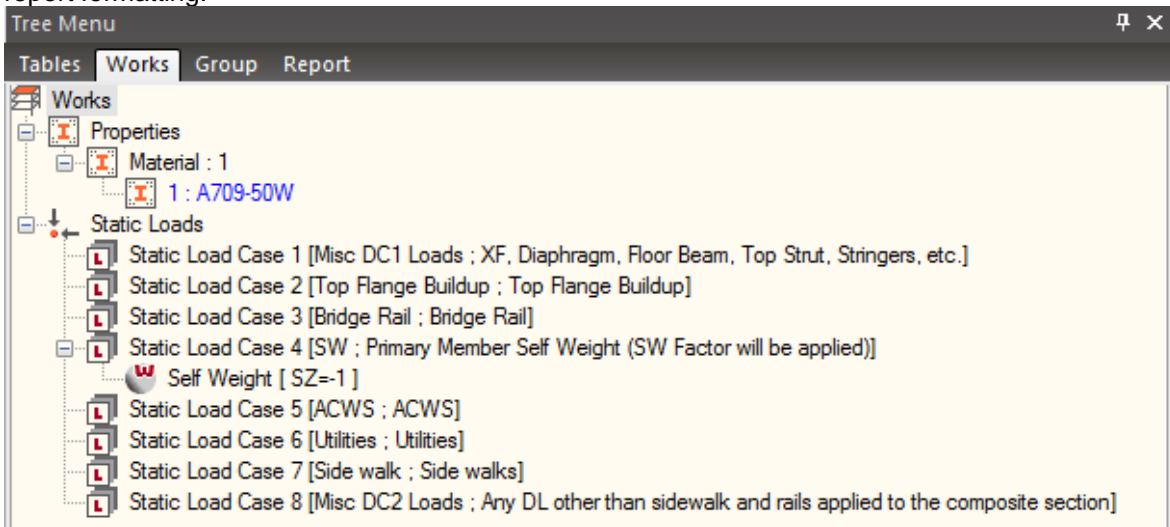 report formatting.
Tree Menu
Tables Works Group Report
Works
Properties
Material : 1
1 : A709-50W
Static Loads
Static Load Case 1 [Misc DC1 Loads ; XF, Diaphragm, Floor Beam, Top Strut, Stringers, etc.]
Static Load Case 2 [Top Flange Buildup ; Top Flange Buildup]
Static Load Case 3 [Bridge Rail ; Bridge Rail]
Static Load Case 4 [SW ; Primary Member Self Weight (SW Factor will be applied)]
Self Weight [ SZ=-1 ]
Static Load Case 5 [ACWS ; ACWS]
Static Load Case 6 [Utilities ; Utilities]
Static Load Case 7 [Side walk ; Side walks]
Static Load Case 8 [Misc DC2 Loads ; Any DL other than sidewalk and rails applied to the composite section]